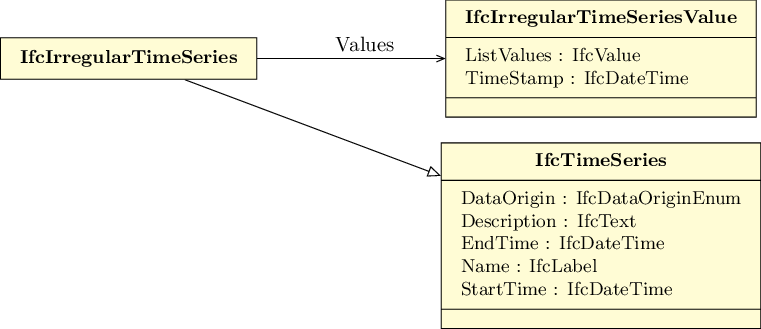 IfcIrregularTimeSeries
Values
IfcIrregularTimeSeriesValue
ListValues : IfcValue
TimeStamp : IfcDateTime
IfcTimeSeries
DataOrigin : IfcDataOriginEnum
Description : IfcText
EndTime : IfcDateTime
Name : IfcLabel
StartTime : IfcDateTime